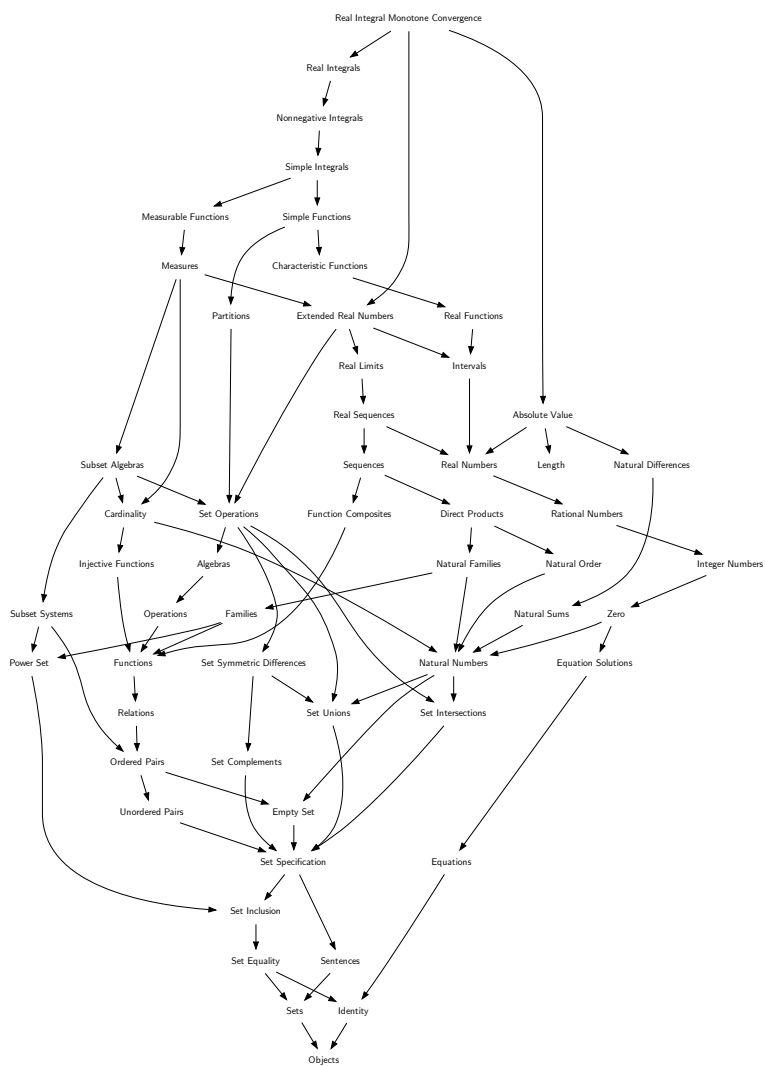 Real Integral Monotone Convergence
Real Integrals
Nonnegative Integrals
Simple Integrals
Measurable Functions
Simple Functions
Measures
Characteristic Functions
Partitions
Extended Real Numbers
Real Functions
Real Limits
Intervals
Real Sequences
Absolute Value
Subset Algebras
Sequences
Real Numbers
Length
Natural Differences
Cardinality
Set Operations
Function Composites
Direct Products
Rational Numbers
Injective Functions
Algebras
Natural Families
Natural Order
Integer Numbers
Subset Systems
Operations
Families
Natural Sums
Zero
Power Set
Functions
Set Symmetric Differences
Natural Numbers
Equation Solutions
Relations
Set Unions
Set Intersections
Ordered Pairs
Set Complements
Unordered Pairs
Empty Set
Set Specification
Equations
Set Inclusion
Set Equality
Sentences
Sets
Identity
Objects